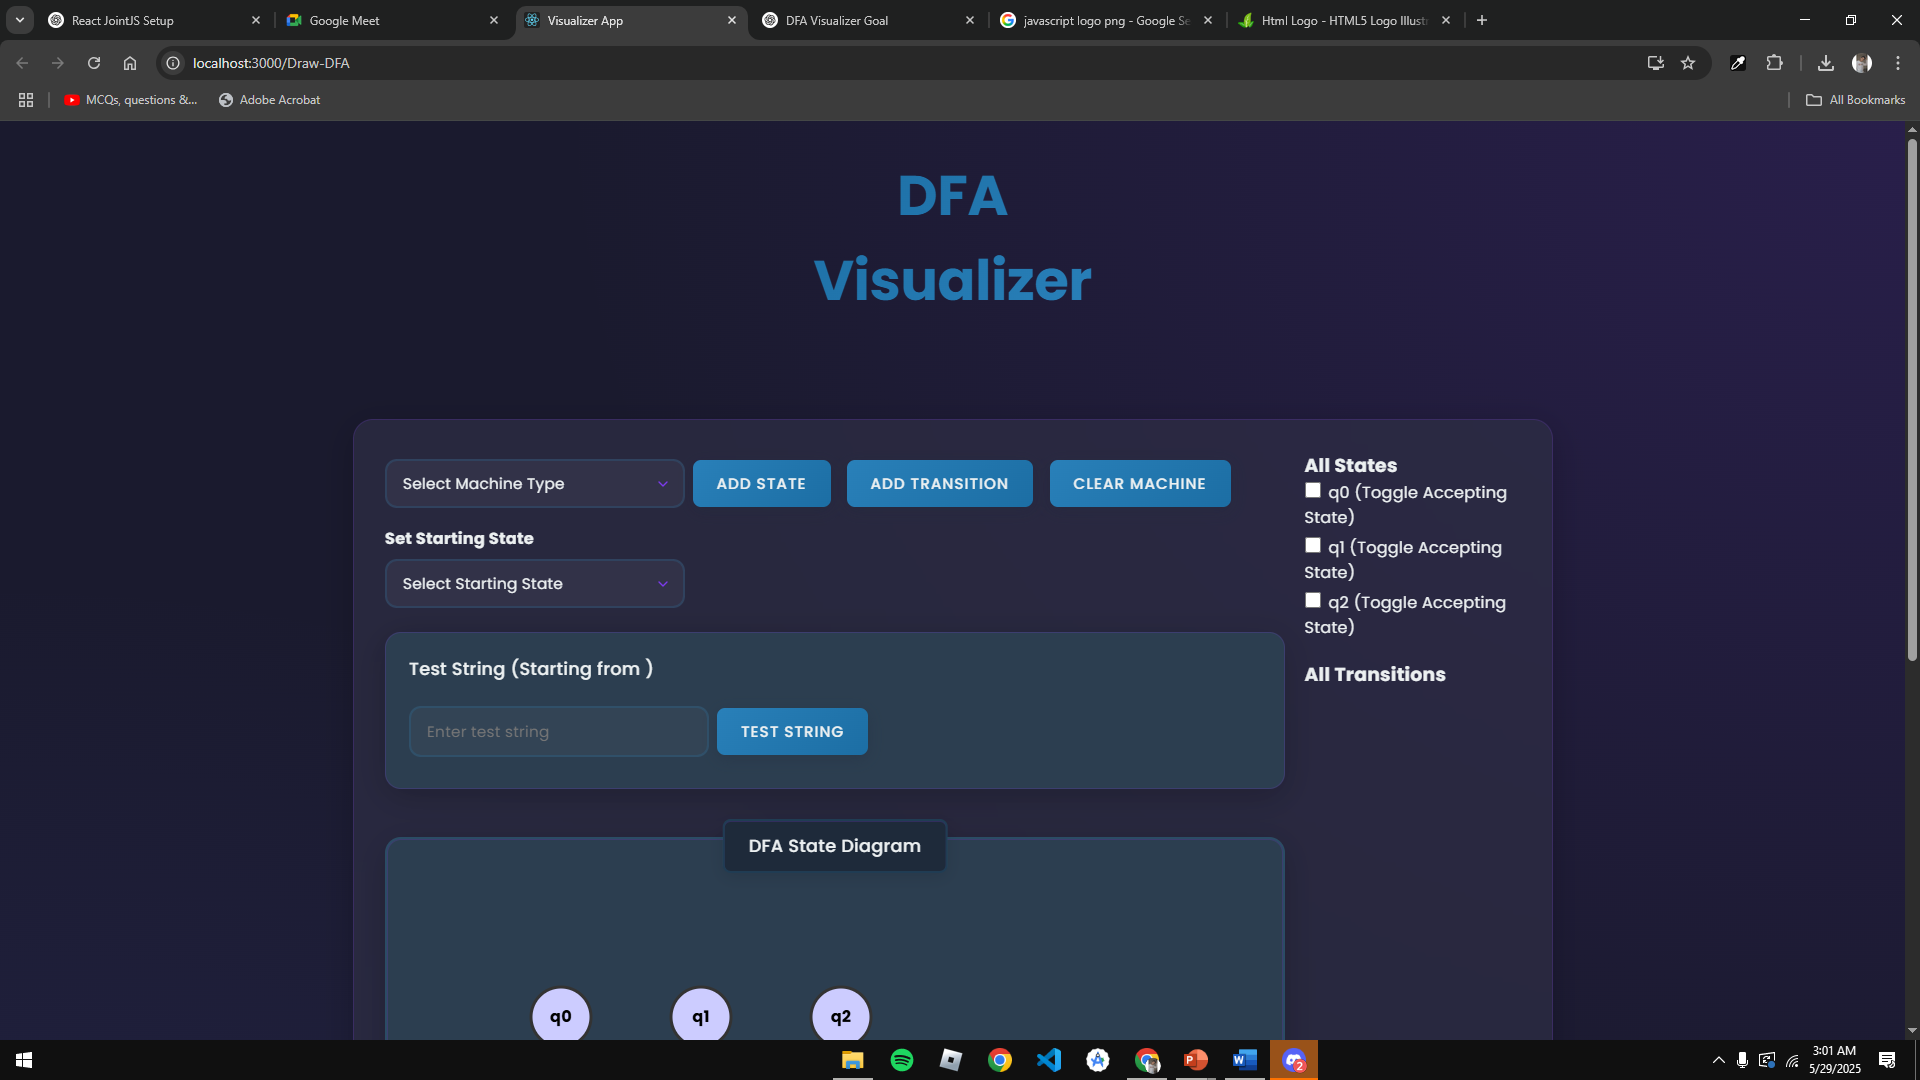 React JointJS Setup
Google Meet
Visualizer App
DFA Visualizer Goal
javascript logo png - Google Se
Html Logo - HTML5 Logo Illust
localhost:3000/Draw-DFA
MCQs, questions &...
Adobe Acrobat
All Bookmarks
DFA
Visualizer
Select Machine Type
ADD STATE
ADD TRANSITION
CLEAR MACHINE
Set Starting State
Select Starting State
Test String (Starting from )
Enter test string
TEST STRING
DFA State Diagram
q0
q1
q2
All States
q0 (Toggle Accepting
State)
q1 (Toggle Accepting
State)
q2 (Toggle Accepting
State)
All Transitions
2
3:01 AM
5/29/2025